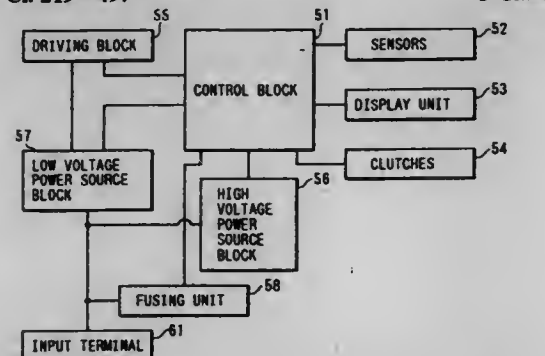 55
DRIVING BLOCK
51
CONTROL BLOCK
52
SENSORS
53
DISPLAY UNIT
54
CLUTCHES
57
LOW VOLTAGE
POWER SOURCE
BLOCK
56
HIGH
VOLTAGE
POWER
SOURCE
BLOCK
58
FUSING UNIT
61
INPUT TERMINAL